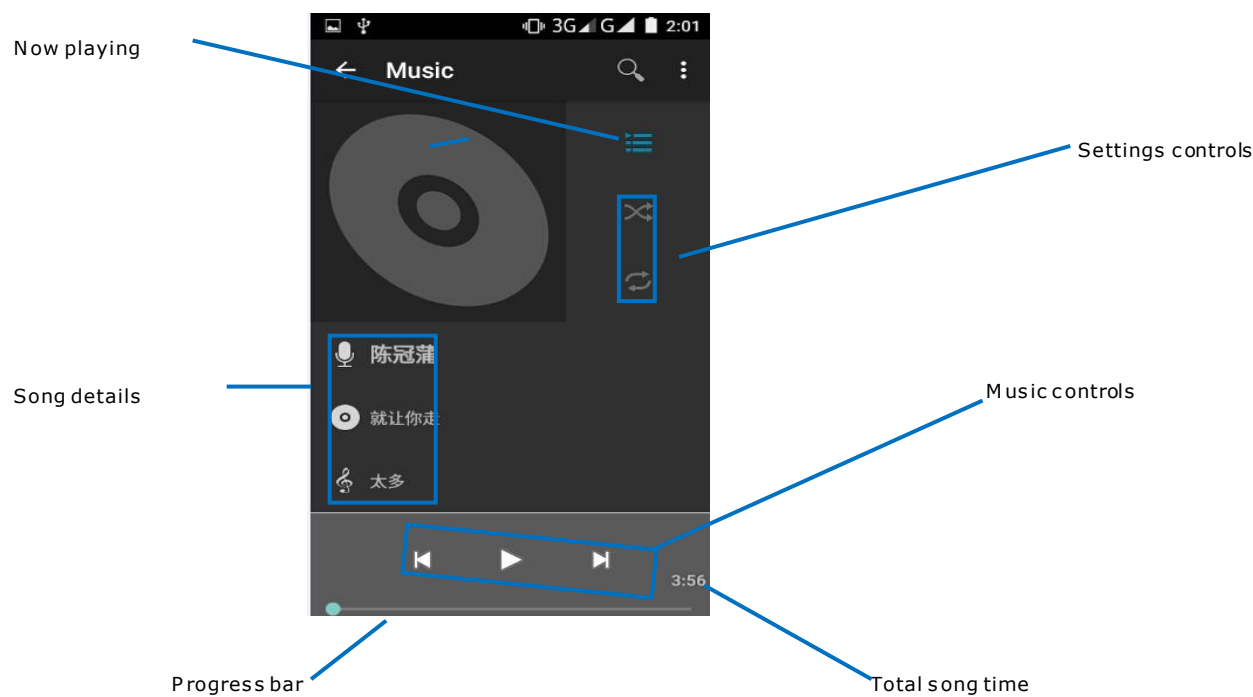 3G G 2:01
Now playing
Music
Settings controls
陈冠蒲
Song details
Music controls
就让你走
太多
3:56
Progress bar
Total song time